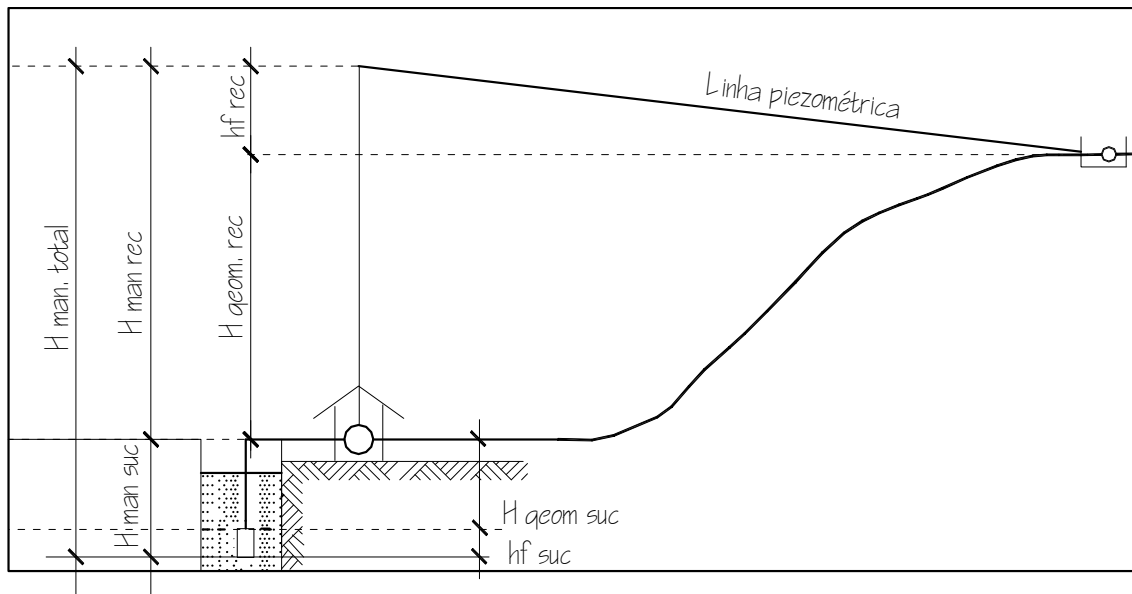 Linha piezométrica
hf rec
H geom. rec
H man rec
H man. total
H man suc
H geom suc
hf suc